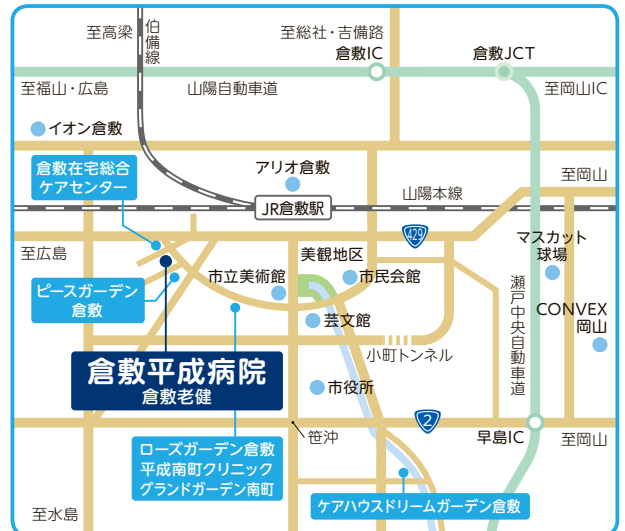 至高梁
伯備線
至総社・吉備路
倉敷IC
倉敷JCT
至福山・広島
山陽自動車道
至岡山IC
イオン倉敷
倉敷在宅総合
ケアセンター
アリオ倉敷
至岡山
山陽本線
JR倉敷駅
429
至広島
美観地区
マスカット
球場
市立美術館
市民会館
ピースガーデン
倉敷
瀬戸中央自動車道
CONVEX
岡山
芸文館
小町トンネル
倉敷平成病院
倉敷老健
市役所
2
笹沖
早島IC
至岡山
ローズガーデン倉敷
平成南町クリニック
グランドガーデン南町
至水島
ケアハウスドリームガーデン倉敷